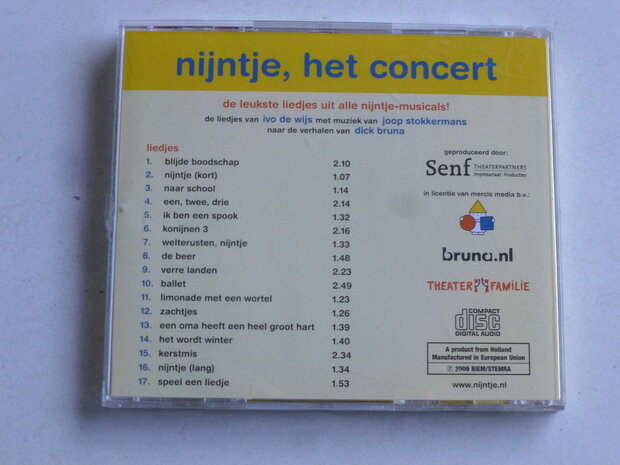 nijntje, het concert
de leukste liedjes uit alle nijntje-musicals!
de liedjes van ivo de wijs met muziek van joop stokkermans
naar de verhalen van dick bruna
liedjes
1. blijde boodschap 2.10
2. nijntje (kort) 1.07
3. naar school 1.14
4. een, twee, drie 2.14
5. ik ben een spook 1.32
6. konijnen 3 2.16
7. welterusten, nijntje 1.33
8. de beer 1.48
9. verre landen 2.23
10. ballet 2.49
11. limonade met een wortel 1.23
12. zachtjes 1.26
13. een oma heeft een heel groot hart 1.39
14. het wordt winter 1.40
15. kerstmis 2.34
16. nijntje (lang) 1.34
17. speel een liedje 1.53
geproduceerd door:
Senf THEATERPARTNERS
Impresariaat / Producties
in licentie van mercis media b.v.:
bruna.nl
THEATER FAMILIE
COMPACT
disc
DIGITAL AUDIO
A product from Holland
Manufactured in European Union
℗ 2009 BIEM/STEMRA
www.nijntje.nl